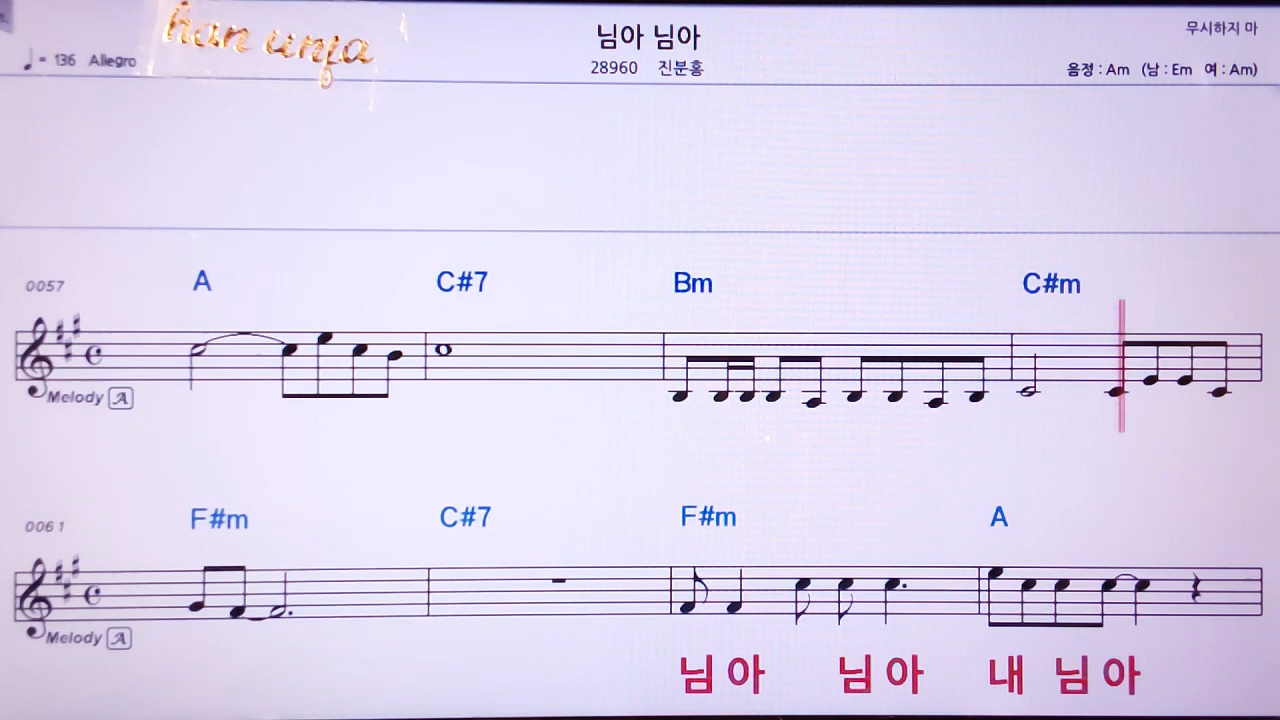 han unja
님아 님아
무시하지 마
♩= 136 Allegro
28960 진분홍
음정 : Am (남 : Em 여 : Am)
0057
A C#7 Bm C#m
Melody A
0061
F#m C#7 F#m A
Melody A
님아 님아 내 님아